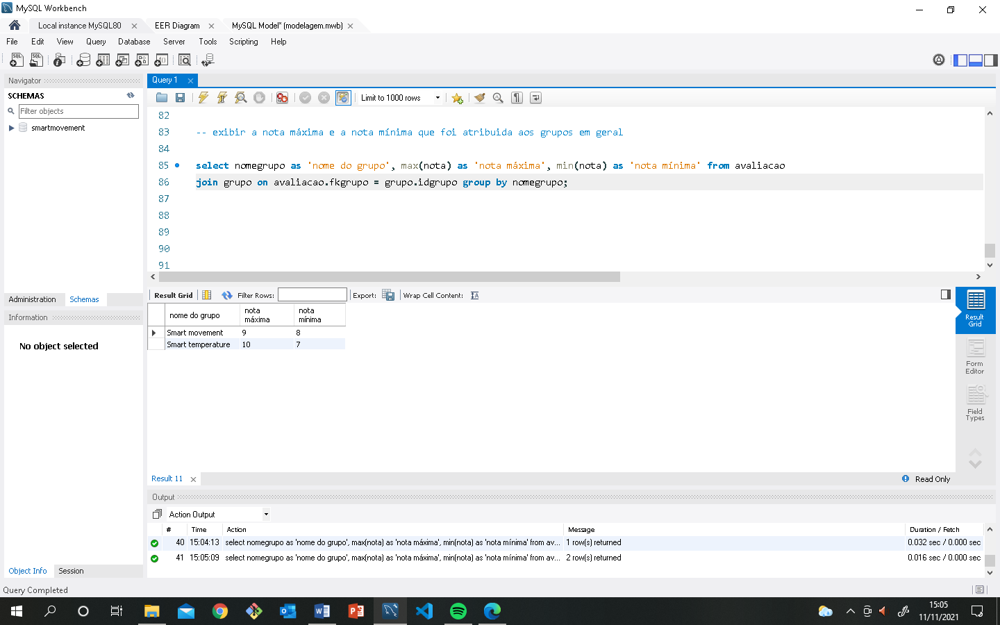 MySQL Workbench
Local instance MySQL80
EER Diagram
MySQL Model* (modelagem.mwb)
File Edit View Query Database Server Tools Scripting Help
Navigator
SCHEMAS
Filter objects
smartmovement
Administration Schemas
Information
No object selected
Object Info Session
Query 1
Limit to 1000 rows
82
83 -- exibir a nota máxima e a nota mínima que foi atribuida aos grupos em geral
84
85 select nomegrupo as 'nome do grupo', max(nota) as 'nota máxima', min(nota) as 'nota mínima' from avaliacao
86 join grupo on avaliacao.fkgrupo = grupo.idgrupo group by nomegrupo;
87
88
89
90
91
Result Grid Filter Rows: Export: Wrap Cell Content:
nome do grupo nota máxima nota mínima
Smart movement 9 8
Smart temperature 10 7
Result Grid
Form Editor
Field Types
Result 11
Read Only
Output
Action Output
# Time Action Message Duration / Fetch
40 15:04:13 select nomegrupo as 'nome do grupo', max(nota) as 'nota máxima', min(nota) as 'nota mínima' from av... 1 row(s) returned 0.032 sec / 0.000 sec
41 15:05:09 select nomegrupo as 'nome do grupo', max(nota) as 'nota máxima', min(nota) as 'nota mínima' from av... 2 row(s) returned 0.016 sec / 0.000 sec
Query Completed
15:05
11/11/2021